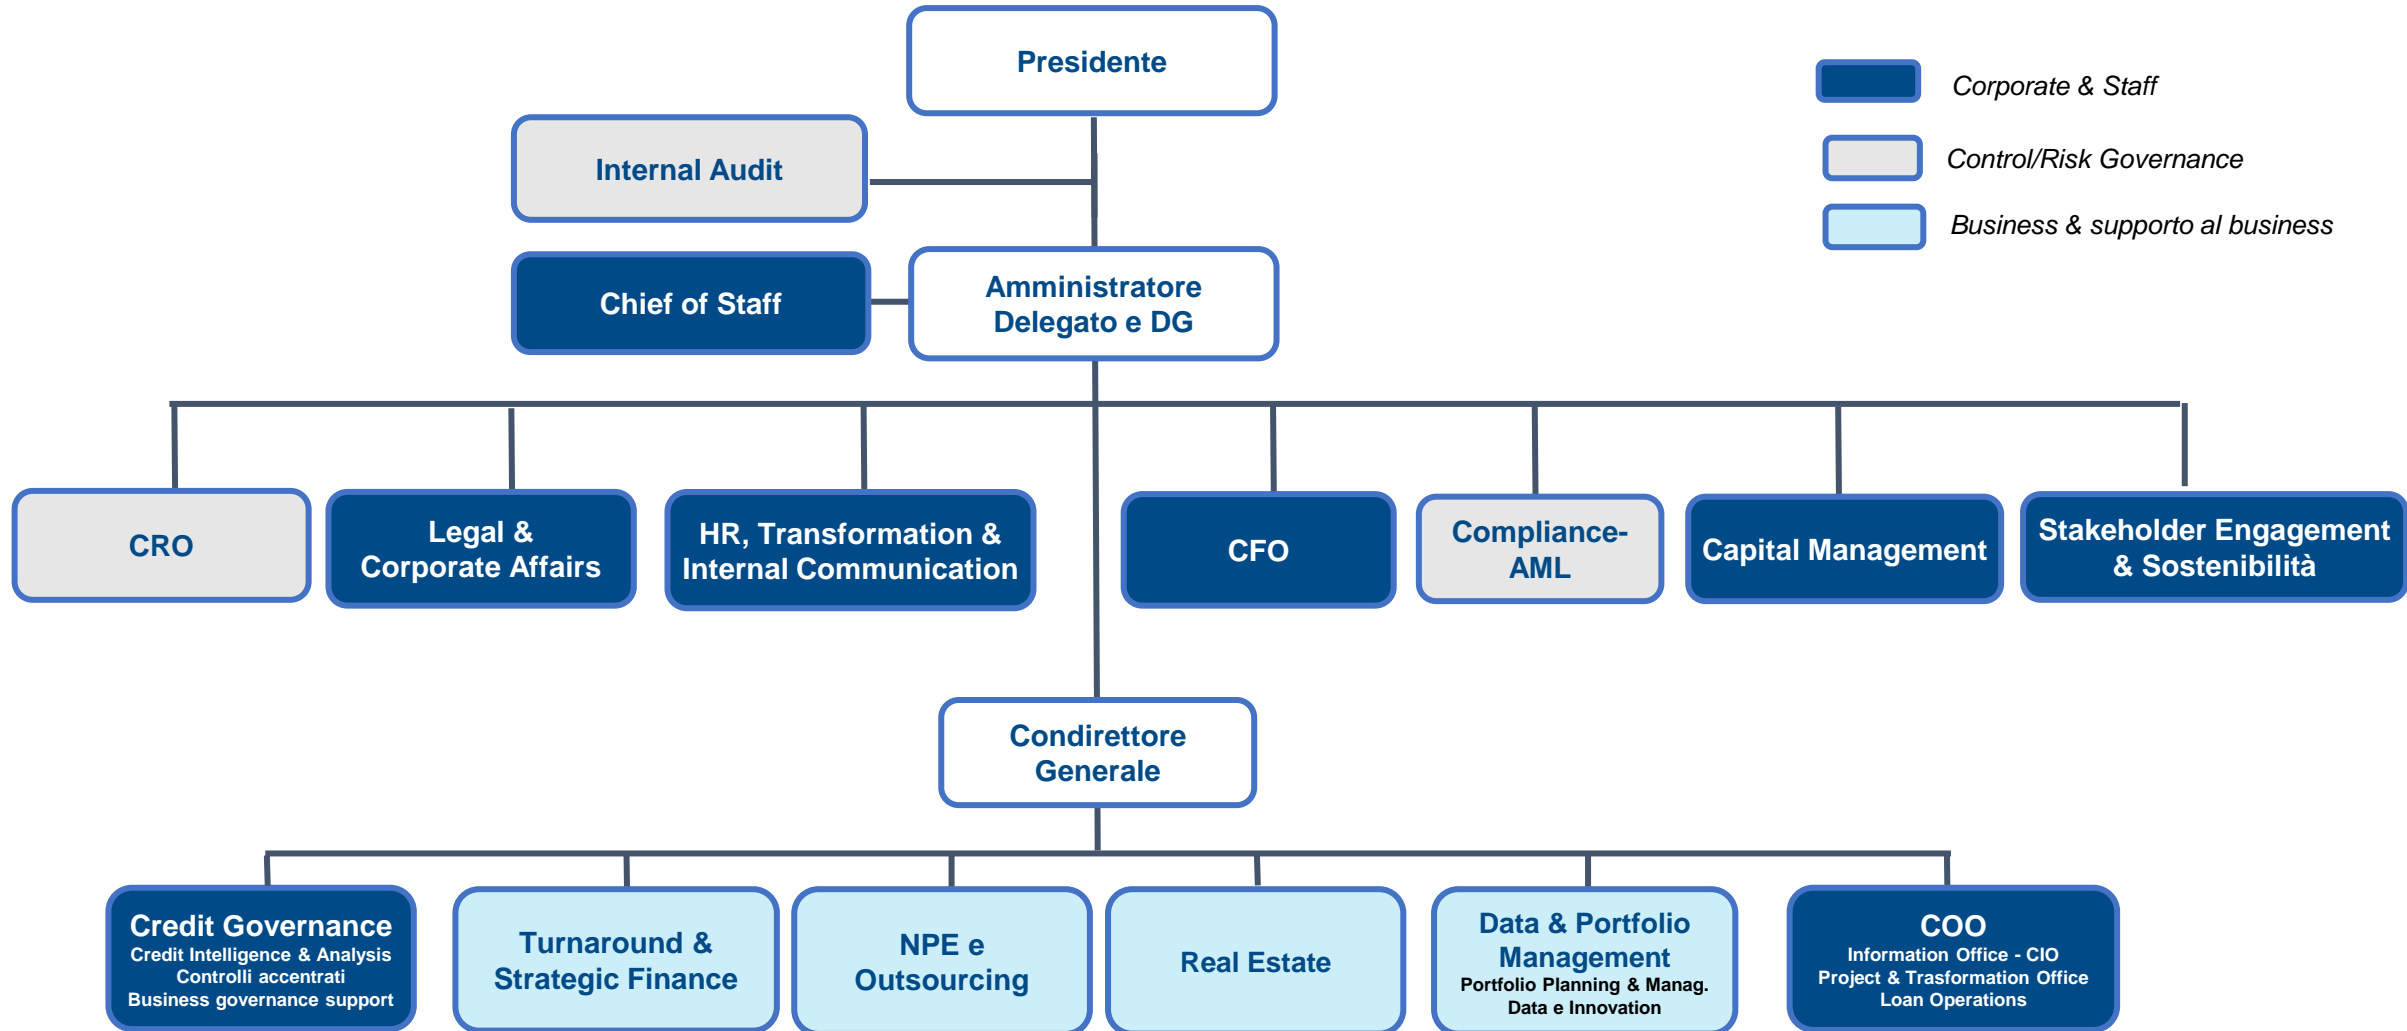 Presidente
Corporate & Staff
Internal Audit
Control/Risk Governance
Business & supporto al business
Chief of Staff
Amministratore
Delegato e DG
CRO
Legal &
Corporate Affairs
HR, Transformation &
Internal Communication
CFO
Compliance-
AML
Capital Management
Stakeholder Engagement
& Sostenibilità
Condirettore
Generale
Credit Governance
Credit Intelligence & Analysis
Controlli accentrati
Business governance support
Turnaround &
Strategic Finance
NPE e
Outsourcing
Real Estate
Data & Portfolio
Management
Portfolio Planning & Manag.
Data e Innovation
COO
Information Office - CIO
Project & Trasformation Office
Loan Operations